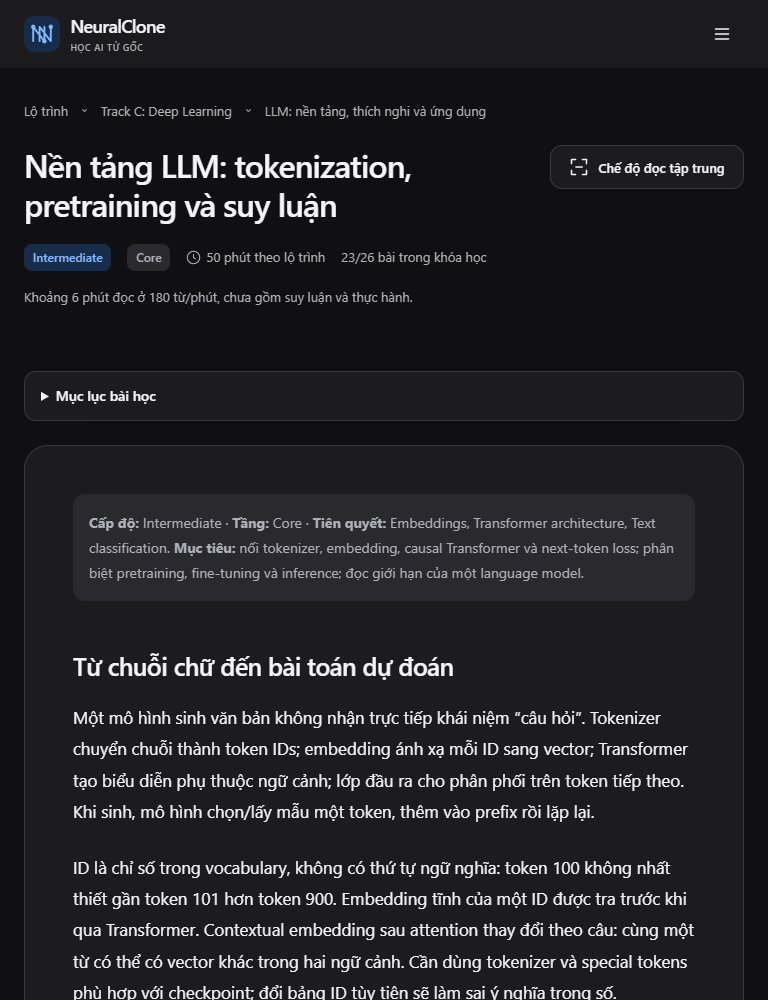 NeuralClone
HỌC AI TỪ GỐC
Lộ trình
Track C: Deep Learning
LLM: nền tảng, thích nghi và ứng dụng
Nền tảng LLM: tokenization,
pretraining và suy luận
Chế độ đọc tập trung
Intermediate
Core
50 phút theo lộ trình
23/26 bài trong khóa học
Khoảng 6 phút đọc ở 180 từ/phút, chưa gồm suy luận và thực hành.
Mục lục bài học
Cấp độ: Intermediate · Tầng: Core · Tiên quyết: Embeddings, Transformer architecture, Text
classification. Mục tiêu: nối tokenizer, embedding, causal Transformer và next-token loss; phân
biệt pretraining, fine-tuning và inference; đọc giới hạn của một language model.
Từ chuỗi chữ đến bài toán dự đoán
Một mô hình sinh văn bản không nhận trực tiếp khái niệm “câu hỏi”. Tokenizer
chuyển chuỗi thành token IDs; embedding ánh xạ mỗi ID sang vector; Transformer
tạo biểu diễn phụ thuộc ngữ cảnh; lớp đầu ra cho phân phối trên token tiếp theo.
Khi sinh, mô hình chọn/lấy mẫu một token, thêm vào prefix rồi lặp lại.
ID là chỉ số trong vocabulary, không có thứ tự ngữ nghĩa: token 100 không nhất
thiết gần token 101 hơn token 900. Embedding tĩnh của một ID được tra trước khi
qua Transformer. Contextual embedding sau attention thay đổi theo câu: cùng một
từ có thể có vector khác trong hai ngữ cảnh. Cần dùng tokenizer và special tokens
phù hợp với checkpoint; đổi bảng ID tùy tiện sẽ làm sai ý nghĩa trong số.